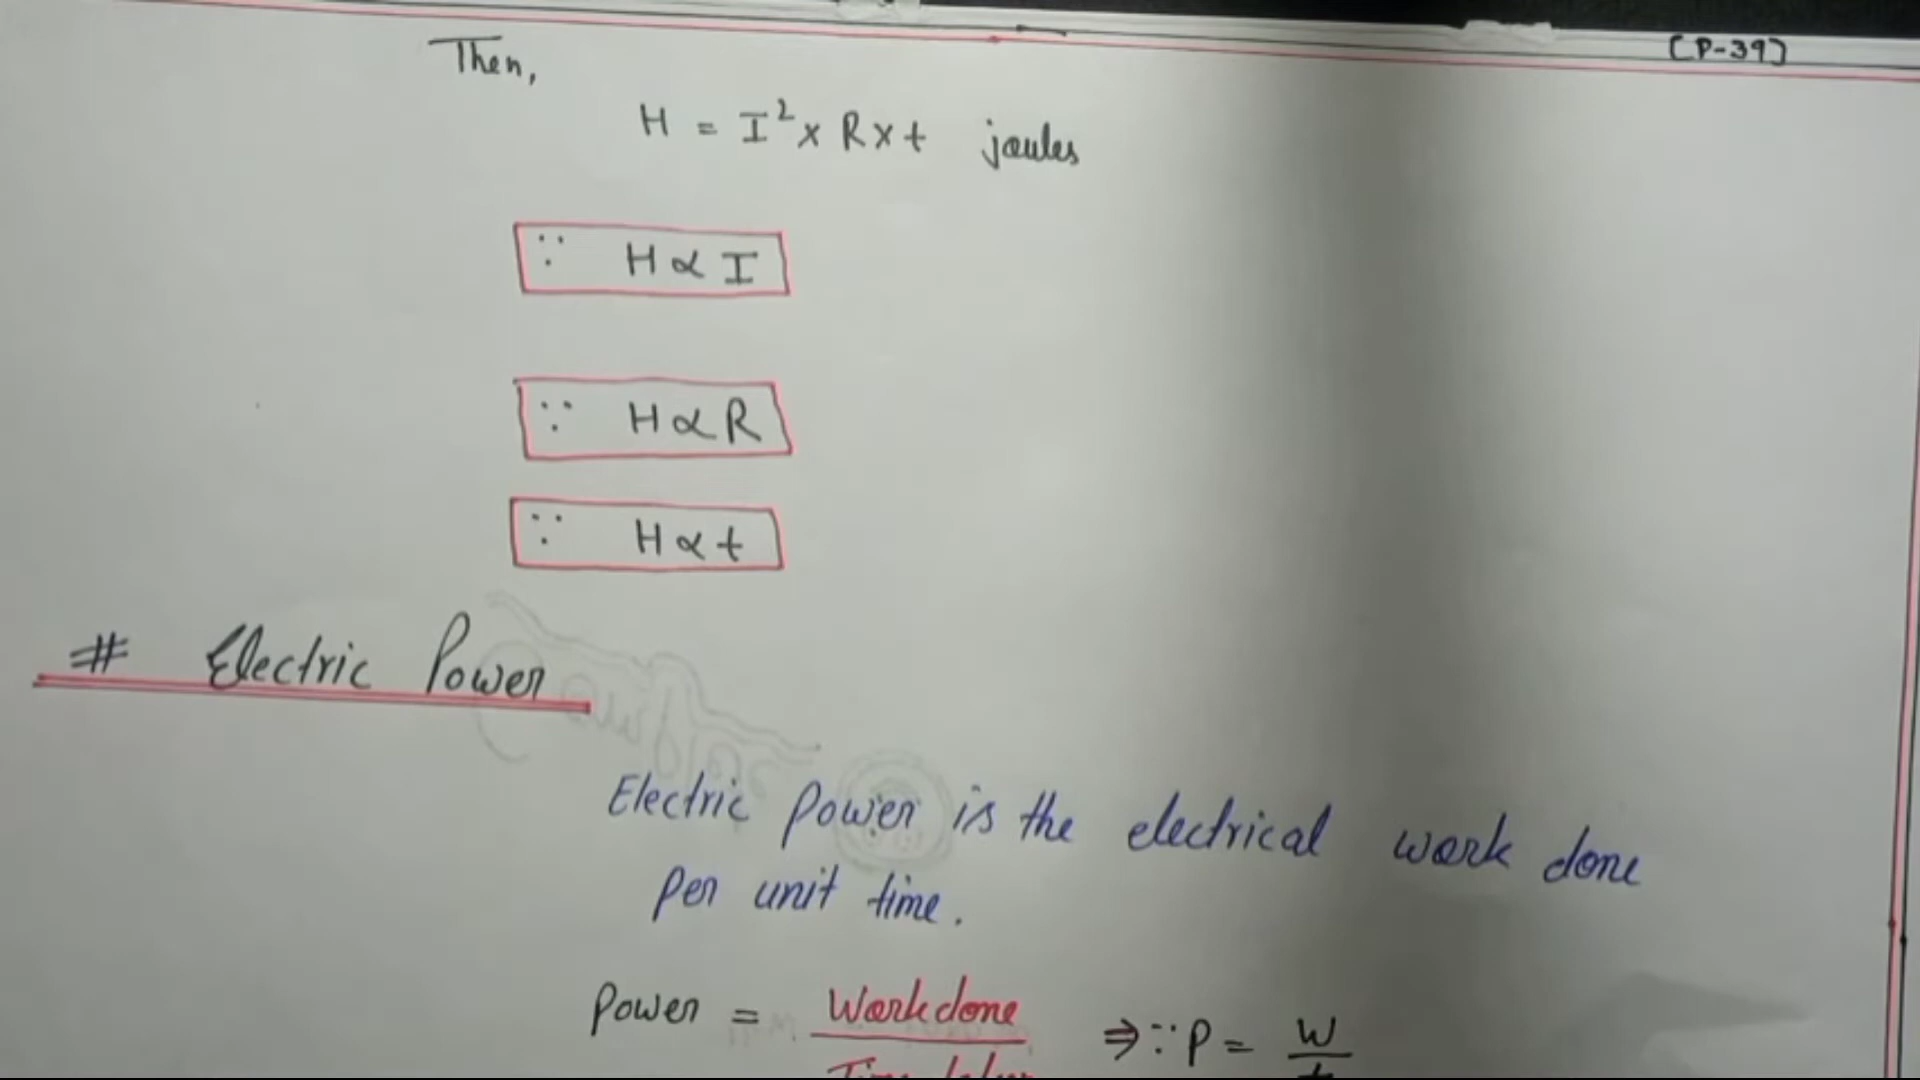 [P-39]
Then,
H = I² x R x t joules
∵ H ∝ I
∵ H ∝ R
∵ H ∝ t
# Electric Power
Electric Power is the electrical work done
per unit time.
Power = Work done ⇒ ∵ P = W
Time